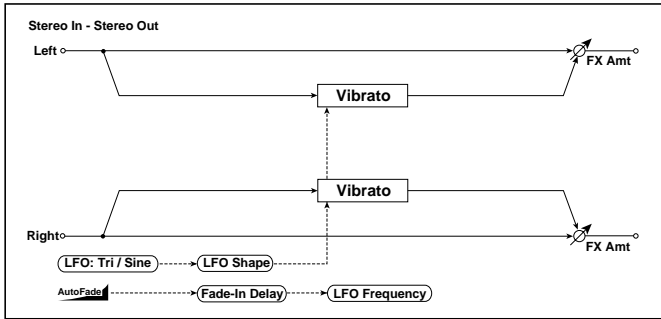 Stereo In - Stereo Out
Left
FX Amt
Vibrato
Vibrato
Right
FX Amt
LFO: Tri / Sine
LFO Shape
AutoFade
Fade-In Delay
LFO Frequency